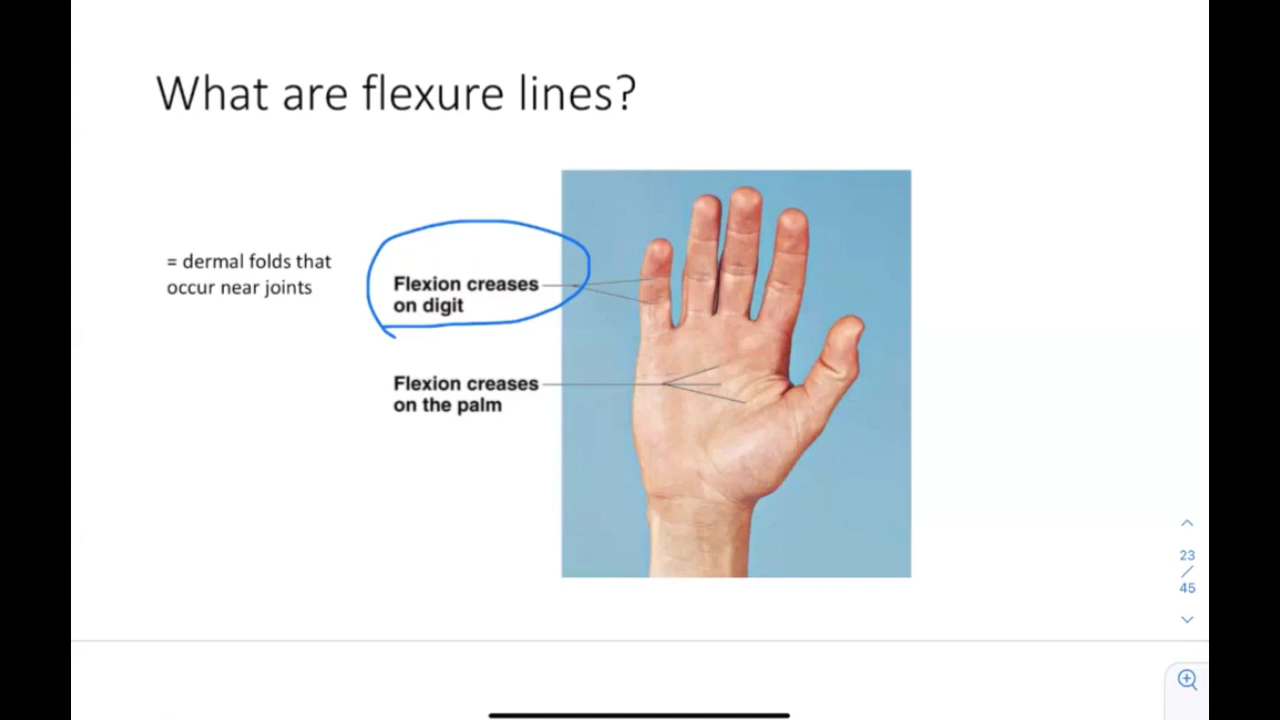 What are flexure lines?
= dermal folds that
occur near joints
Flexion creases
on digit
Flexion creases
on the palm
23
/
45